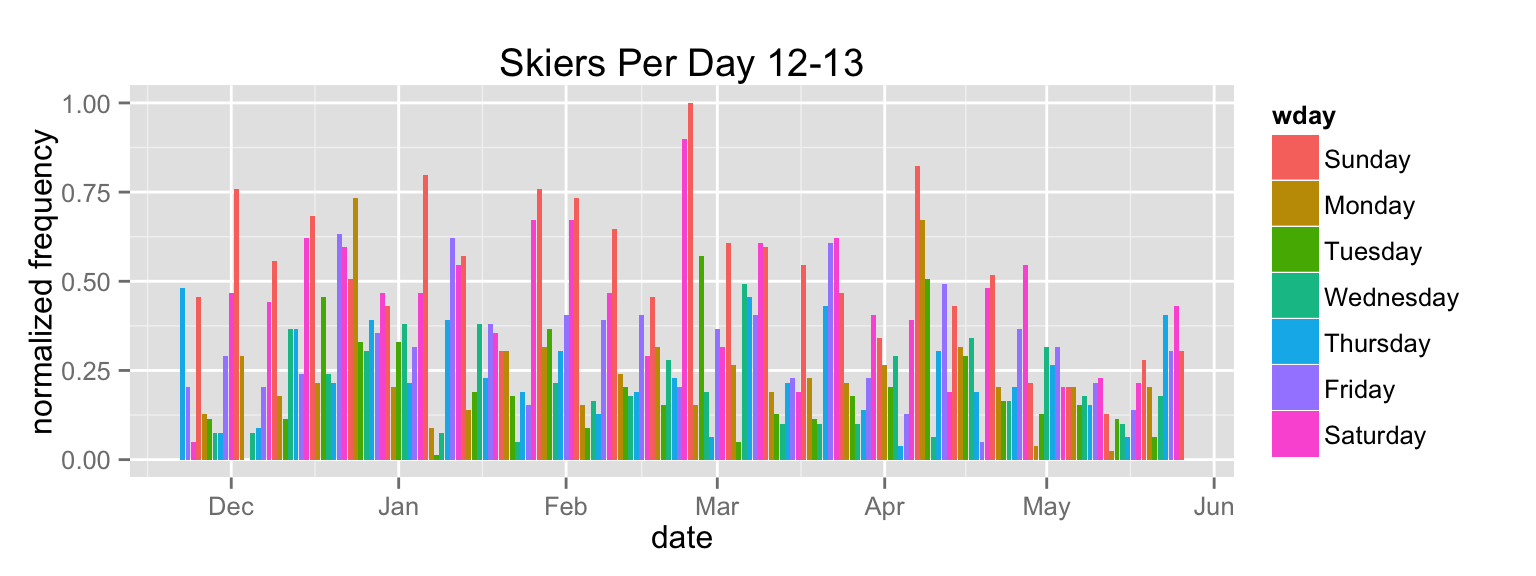 Skiers Per Day 12-13
normalized frequency
1.00
0.75
0.50
0.25
0.00
Dec Jan Feb Mar Apr May Jun
date
wday
Sunday
Monday
Tuesday
Wednesday
Thursday
Friday
Saturday